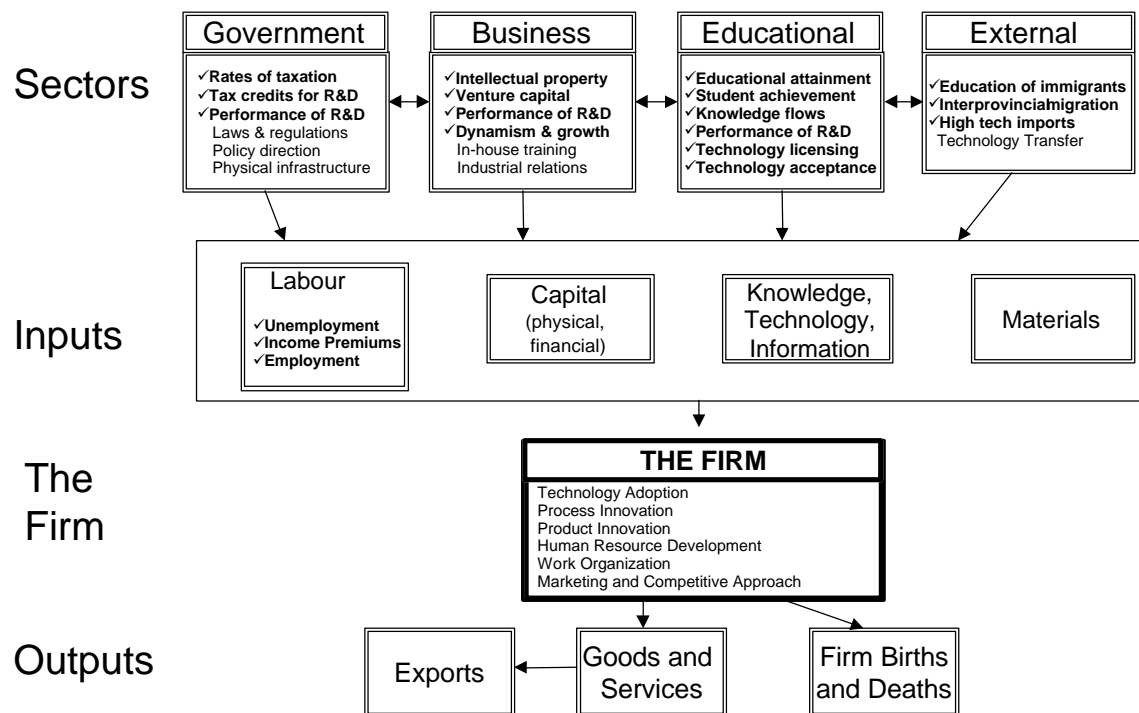 Sectors
Government
✓Rates of taxation
✓Tax credits for R&D
✓Performance of R&D
Laws & regulations
Policy direction
Physical infrastructure
Business
✓Intellectual property
✓Venture capital
✓Performance of R&D
✓Dynamism & growth
In-house training
Industrial relations
Educational
✓Educational attainment
✓Student achievement
✓Knowledge flows
✓Performance of R&D
✓Technology licensing
✓Technology acceptance
External
✓Education of immigrants
✓Interprovincialmigration
✓High tech imports
Technology Transfer
Inputs
Labour
✓Unemployment
✓Income Premiums
✓Employment
Capital
(physical,
financial)
Knowledge,
Technology,
Information
Materials
The
Firm
THE FIRM
Technology Adoption
Process Innovation
Product Innovation
Human Resource Development
Work Organization
Marketing and Competitive Approach
Outputs
Exports
Goods and
Services
Firm Births
and Deaths